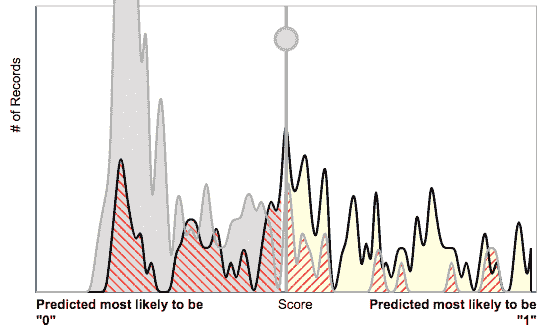 # of Records
Predicted most likely to be
"0"
Score
Predicted most likely to be
"1"